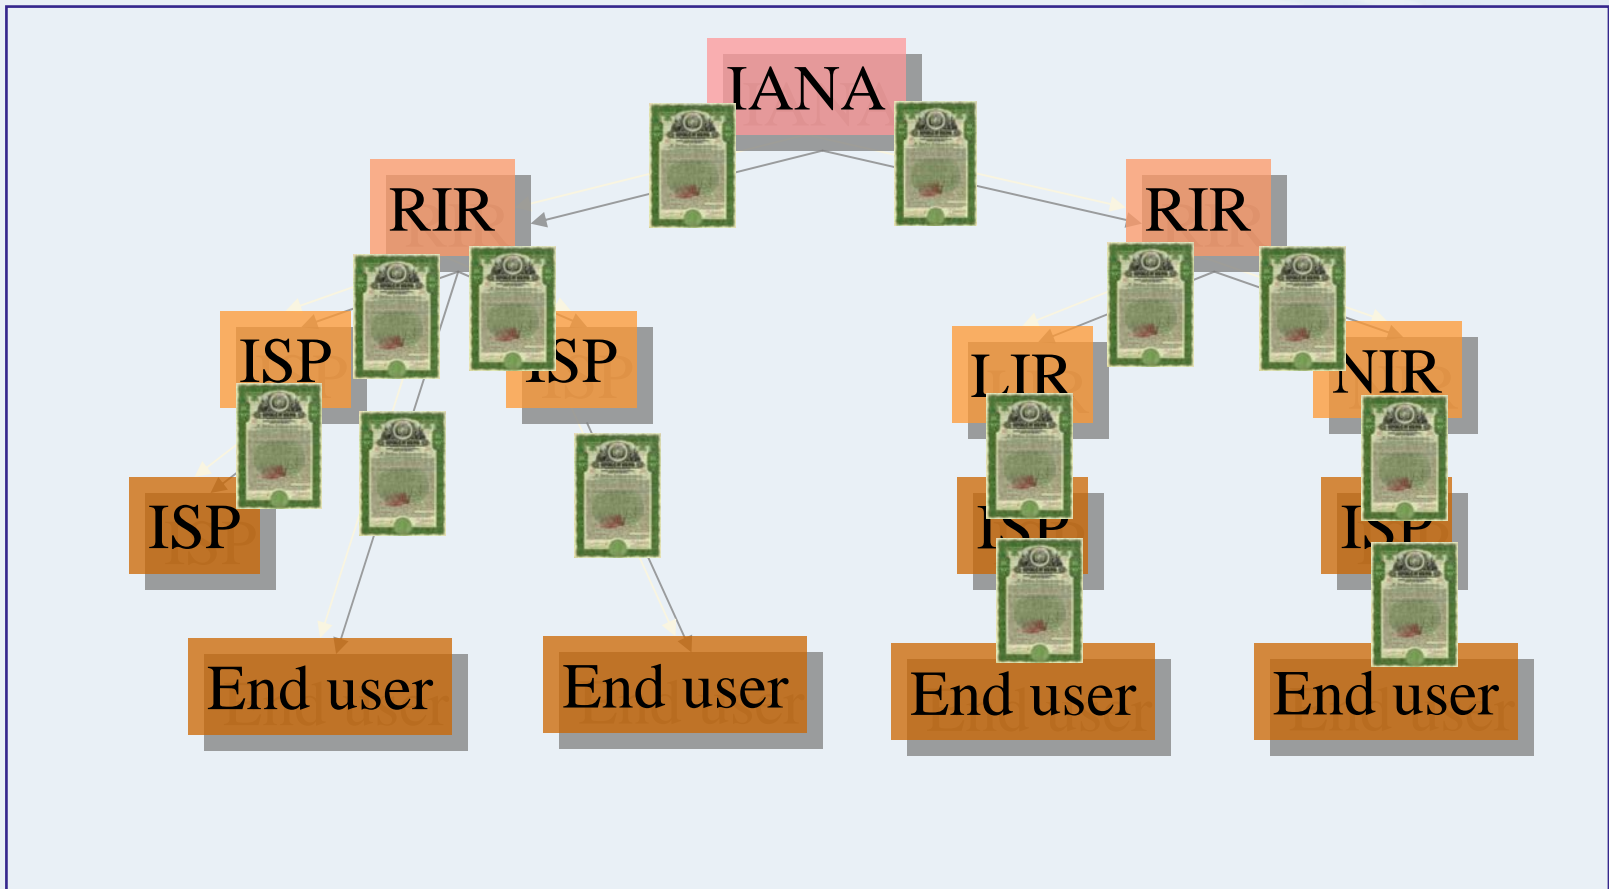 IANA
RIR
RIR
ISP
ISP
LIR
NIR
ISP
ISP
ISP
End user
End user
End user
End user